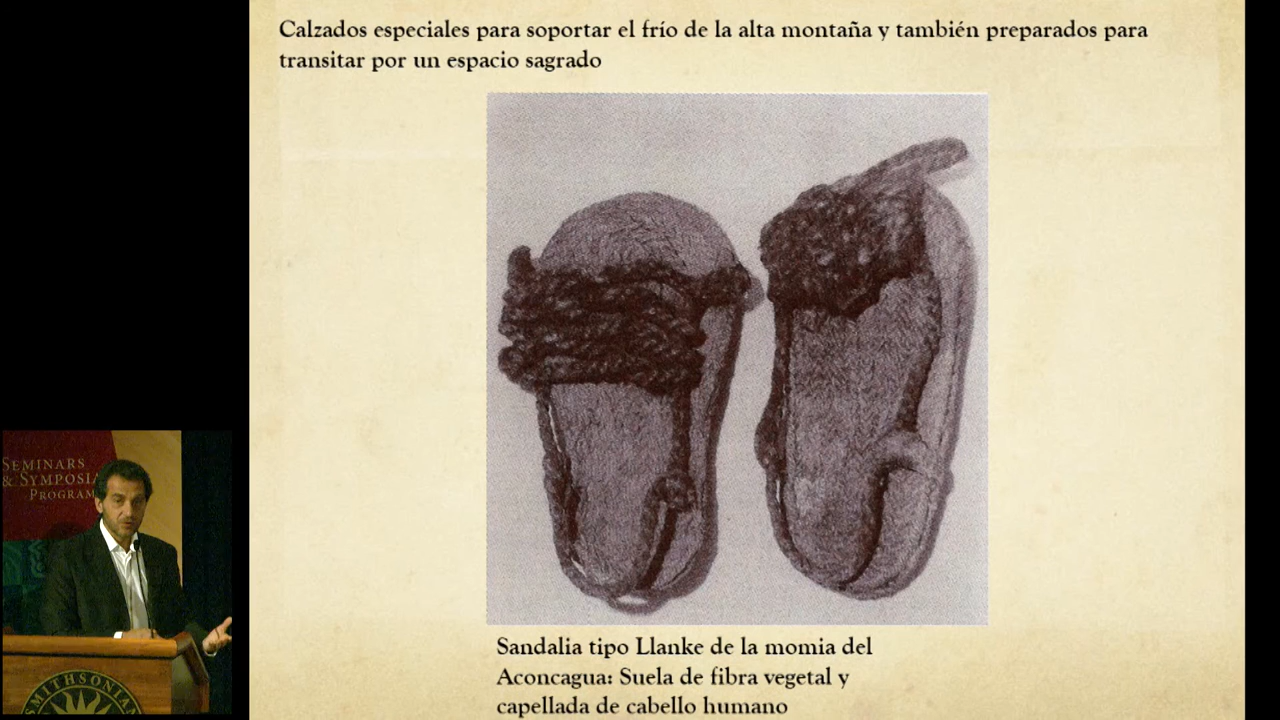 Calzados especiales para soportar el frío de la alta montaña y también preparados para
transitar por un espacio sagrado
Sandalia tipo Llanke de la momia del
Aconcagua: Suela de fibra vegetal y
capellada de cabello humano
SEMINARS
& SYMPOSIA
PROGRAM
SMITHSONIAN